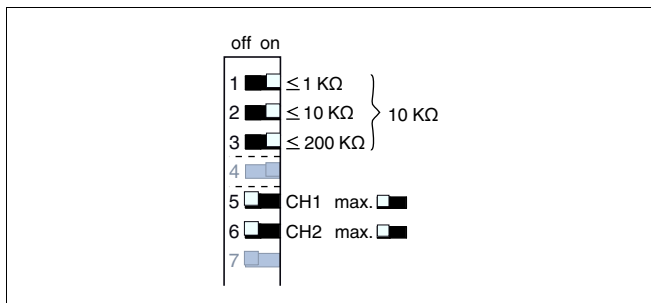 off on
1 ≤ 1 KΩ
2 ≤ 10 KΩ 10 KΩ
3 ≤ 200 KΩ
4
5 CH1 max.
6 CH2 max.
7